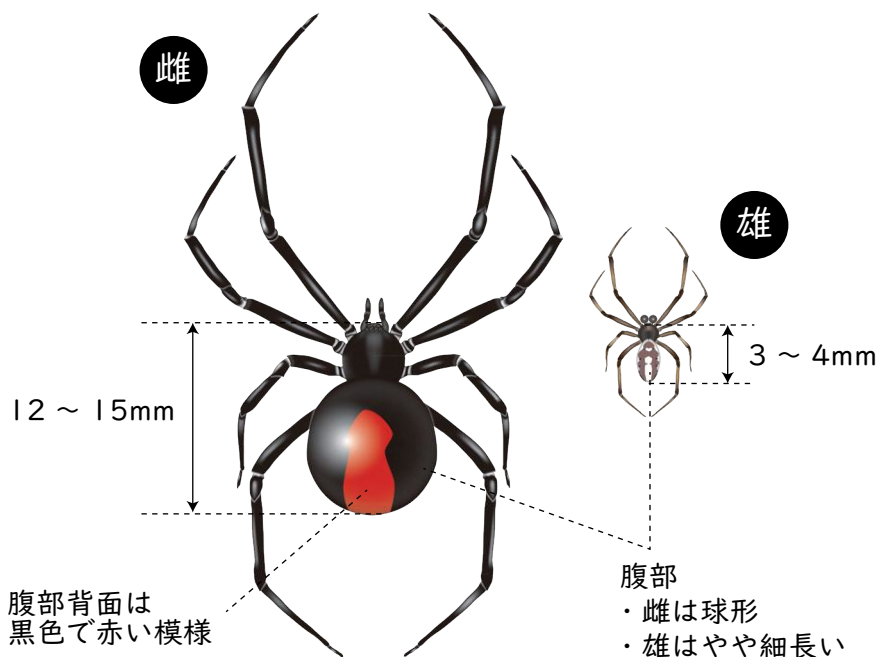 雌
雄
3 ～ 4mm
12 ～ 15mm
腹部背面は
黒色で赤い模様
腹部
・雌は球形
・雄はやや細長い